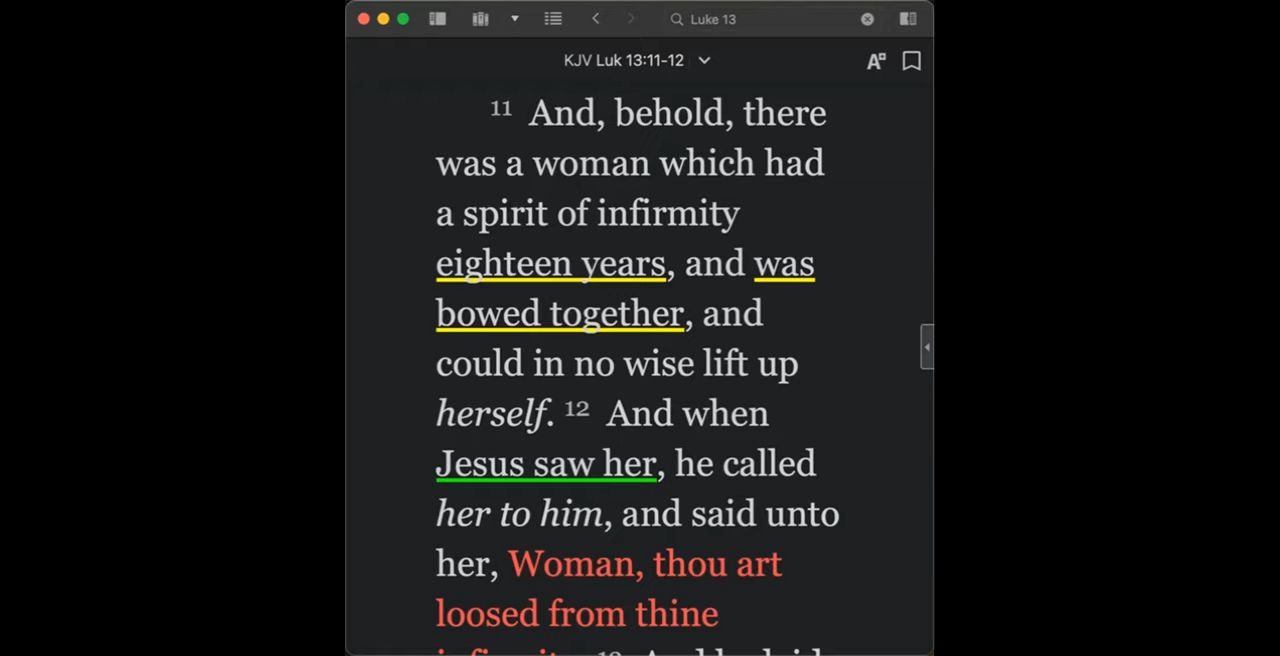 Luke 13
KJV Luk 13:11-12
11 And, behold, there
was a woman which had
a spirit of infirmity
eighteen years, and was
bowed together, and
could in no wise lift up
herself. 12 And when
Jesus saw her, he called
her to him, and said unto
her, Woman, thou art
loosed from thine